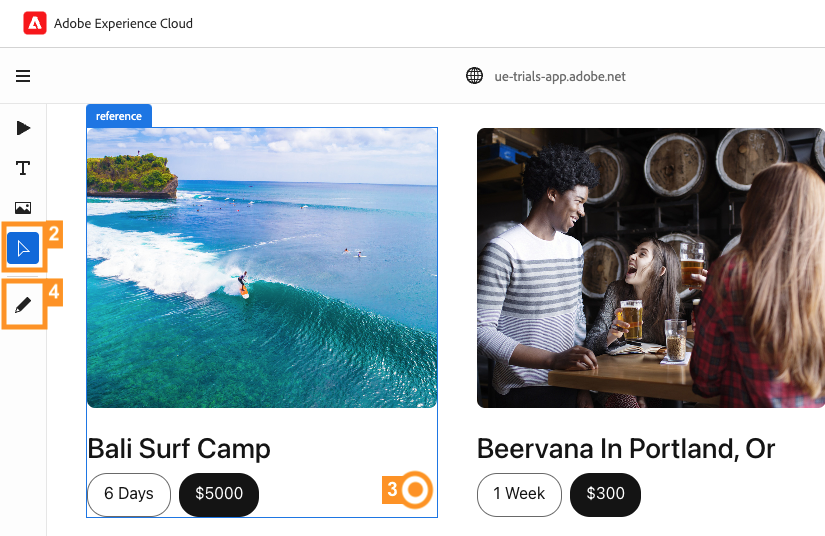 Adobe Experience Cloud
ue-trials-app.adobe.net
reference
T
2
4
Bali Surf Camp
Beervana In Portland, Or
6 Days
$5000
3
1 Week
$300